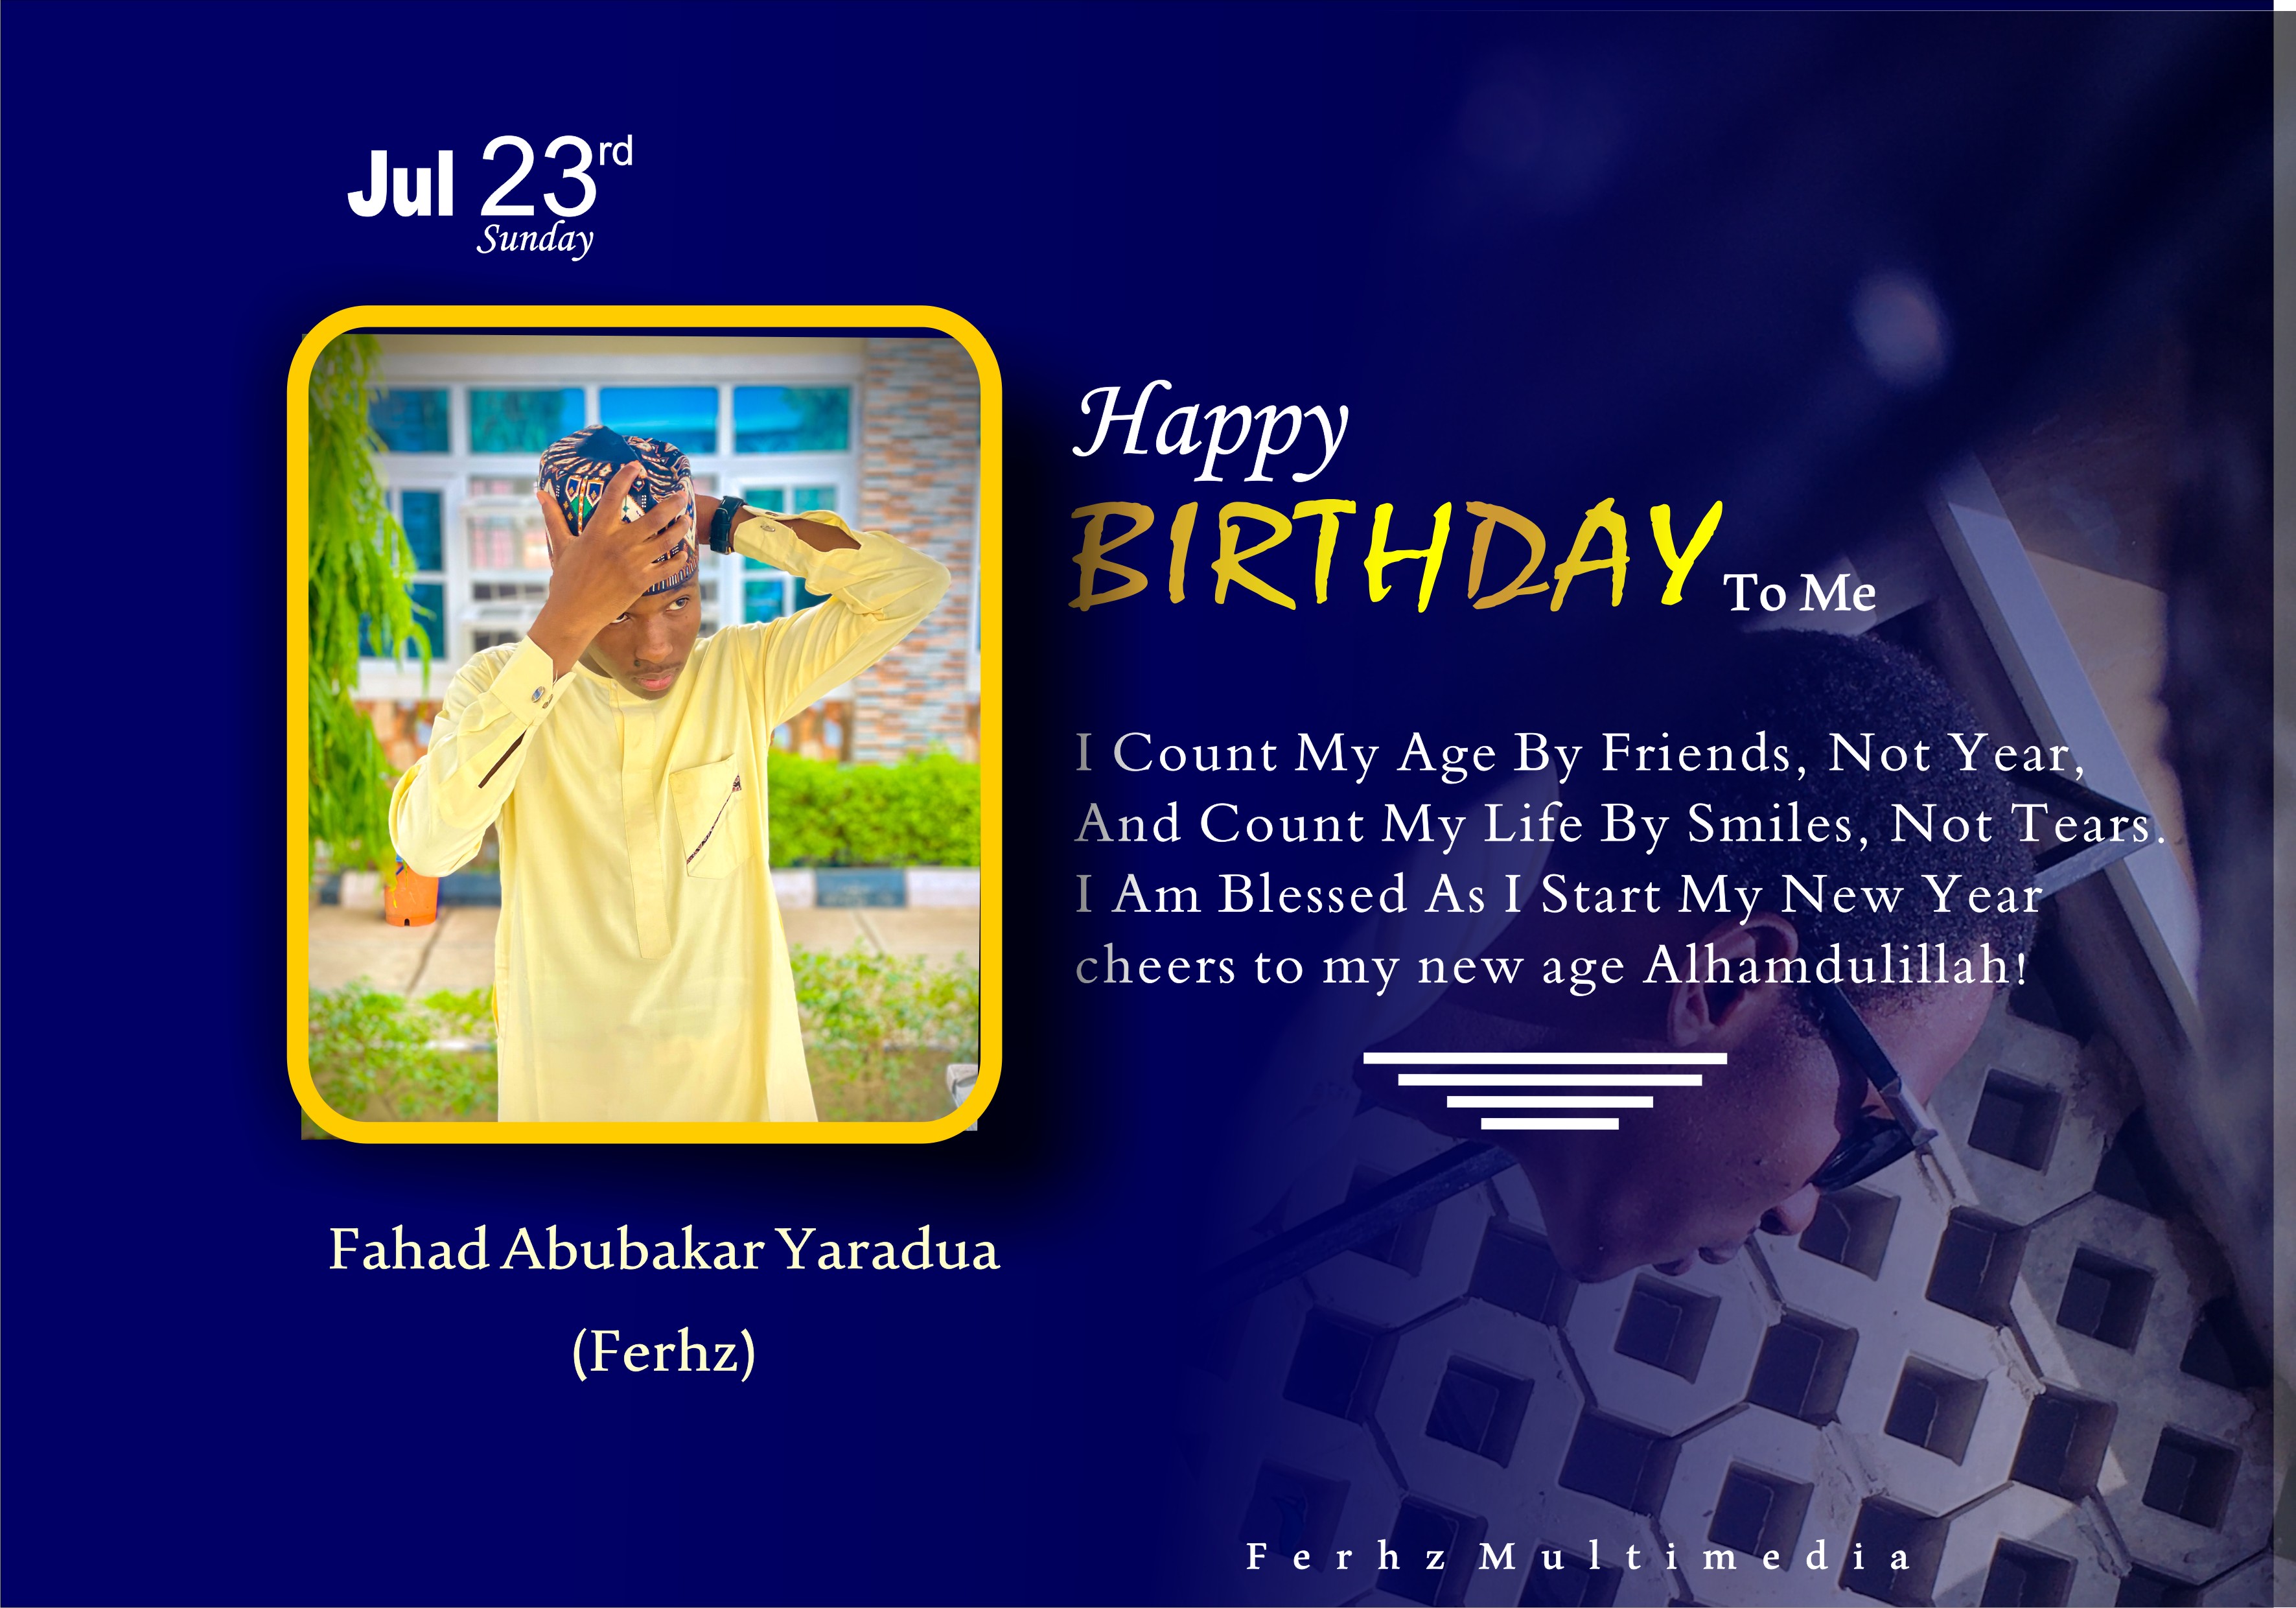 Jul 23rd
Sunday
Happy
BIRTHDAY To Me
I Count My Age By Friends, Not Year,
And Count My Life By Smiles, Not Tears.
I Am Blessed As I Start My New Year
cheers to my new age Alhamdulillah!
Fahad Abubakar Yaradua
(Ferhz)
Ferhz Multimedia